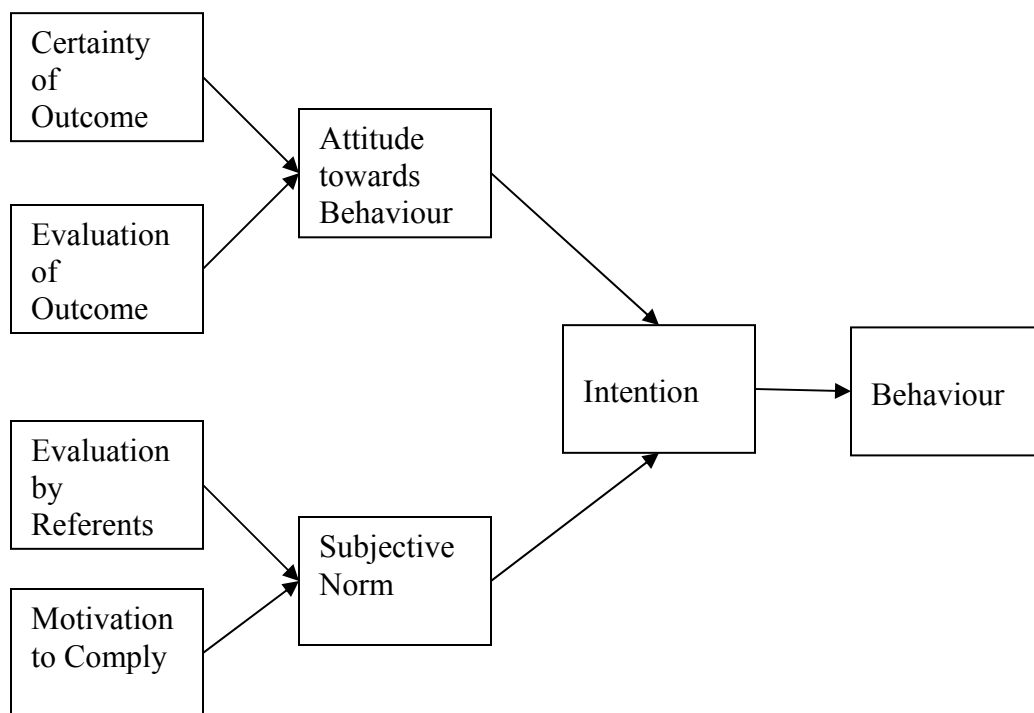 Certainty
of
Outcome
Evaluation
of
Outcome
Attitude
towards
Behaviour
Evaluation
by
Referents
Motivation
to Comply
Subjective
Norm
Intention
Behaviour